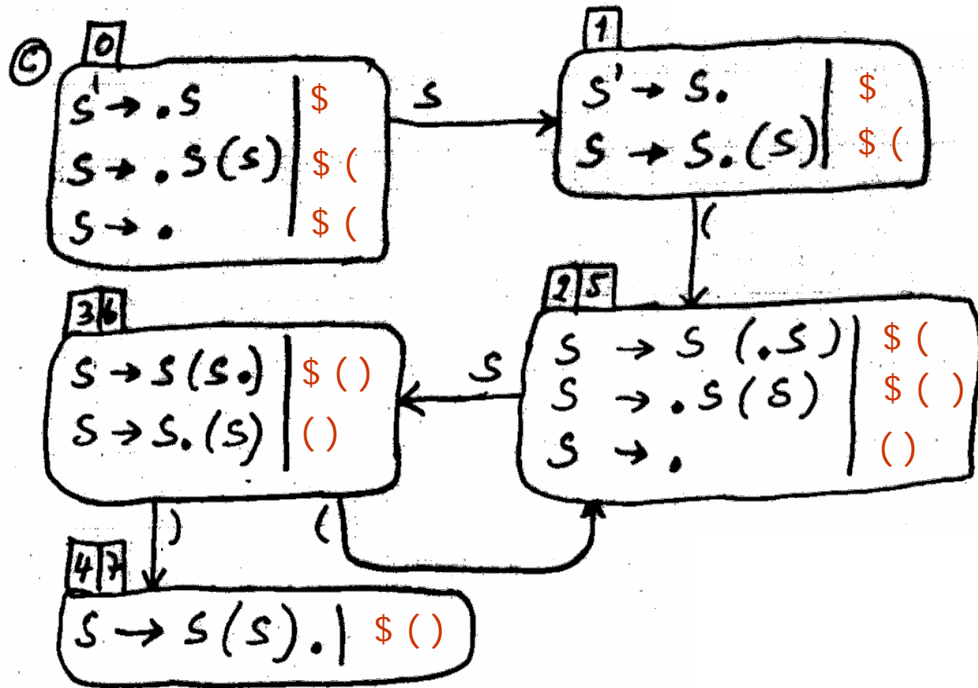 C
0
S' → .S | $
S → .S(S) | $ (
S → . | $ (
S
1
S' → S. | $
S → S.(S) | $ (
(
2 5
S → S(.S) | $ (
S → .S(S) | $ ( )
S → . | ( )
S
3 6
S → S(S.) | $ ( )
S → S.(S) | ( )
)
(
4 7
S → S(S). | $ ( )